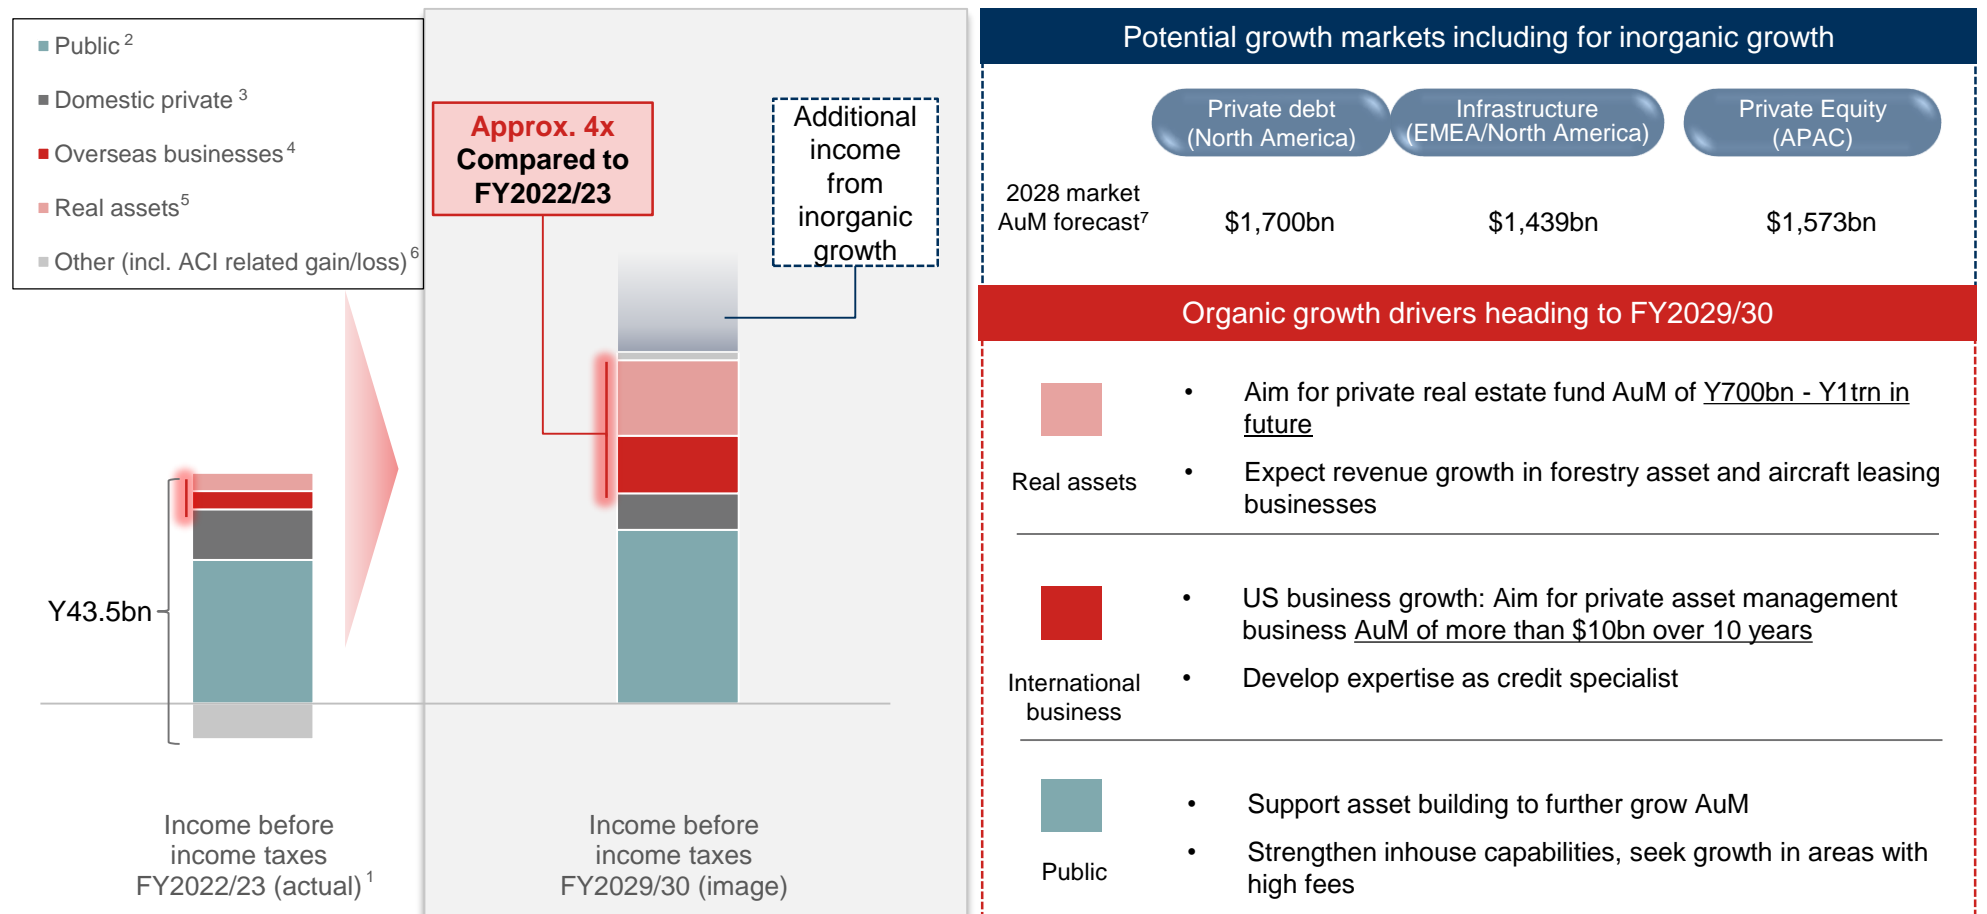 Public 2
Domestic private 3
Overseas businesses 4
Real assets 5
Other (incl. ACI related gain/loss) 6
Approx. 4x
Compared to
FY2022/23
Additional
income
from
inorganic
growth
Y43.5bn
Income before
income taxes
FY2022/23 (actual) 1
Income before
income taxes
FY2029/30 (image)
Potential growth markets including for inorganic growth
Private debt
(North America)
Infrastructure
(EMEA/North America)
Private Equity
(APAC)
2028 market
AuM forecast7
$1,700bn
$1,439bn
$1,573bn
Organic growth drivers heading to FY2029/30
Real assets
• Aim for private real estate fund AuM of Y700bn - Y1trn in
future
• Expect revenue growth in forestry asset and aircraft leasing
businesses
International
business
• US business growth: Aim for private asset management
business AuM of more than $10bn over 10 years
• Develop expertise as credit specialist
Public
• Support asset building to further grow AuM
• Strengthen inhouse capabilities, seek growth in areas with
high fees